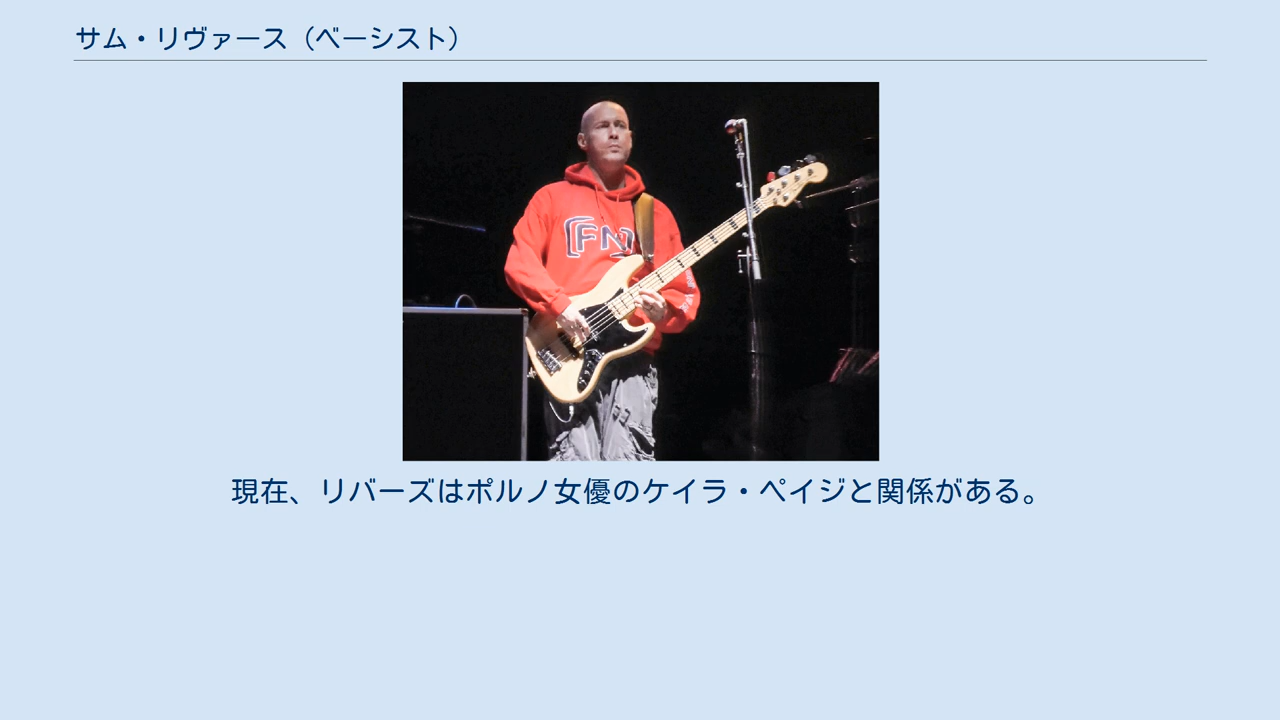 サム・リヴァース（ベーシスト）
[FN]
現在、リバーズはポルノ女優のケイラ・ペイジと関係がある。